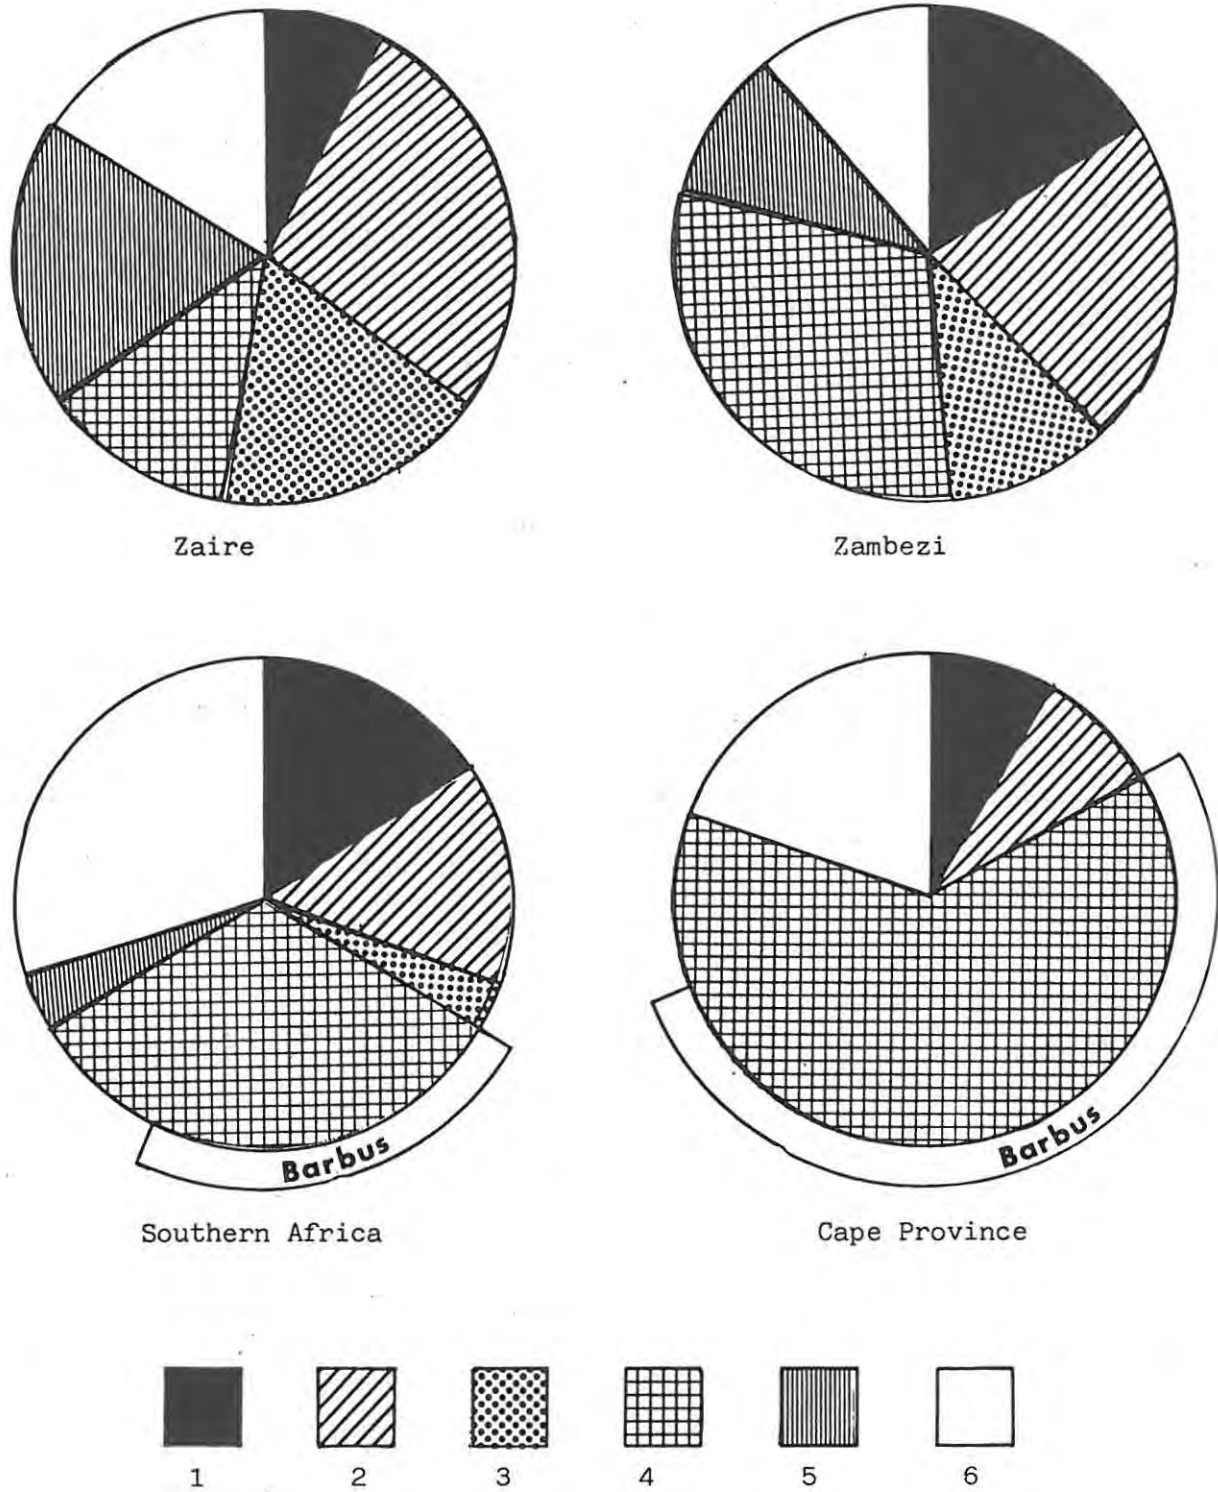 Zaire
Zambezi
Barbus
Barbus
Southern Africa
Cape Province
1 2 3 4 5 6